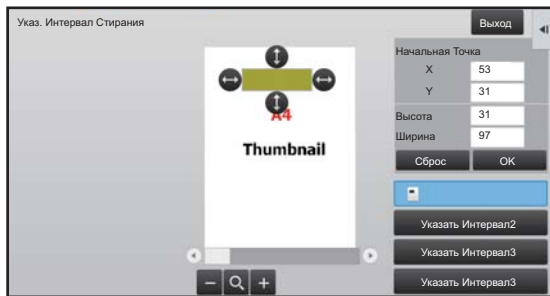 Указ. Интервал Стирания
Выход
Начальная Точка
X 53
Y 31
Высота 31
Ширина 97
Сброс OK
A4
Thumbnail
Указать Интервал2
Указать Интервал3
Указать Интервал3